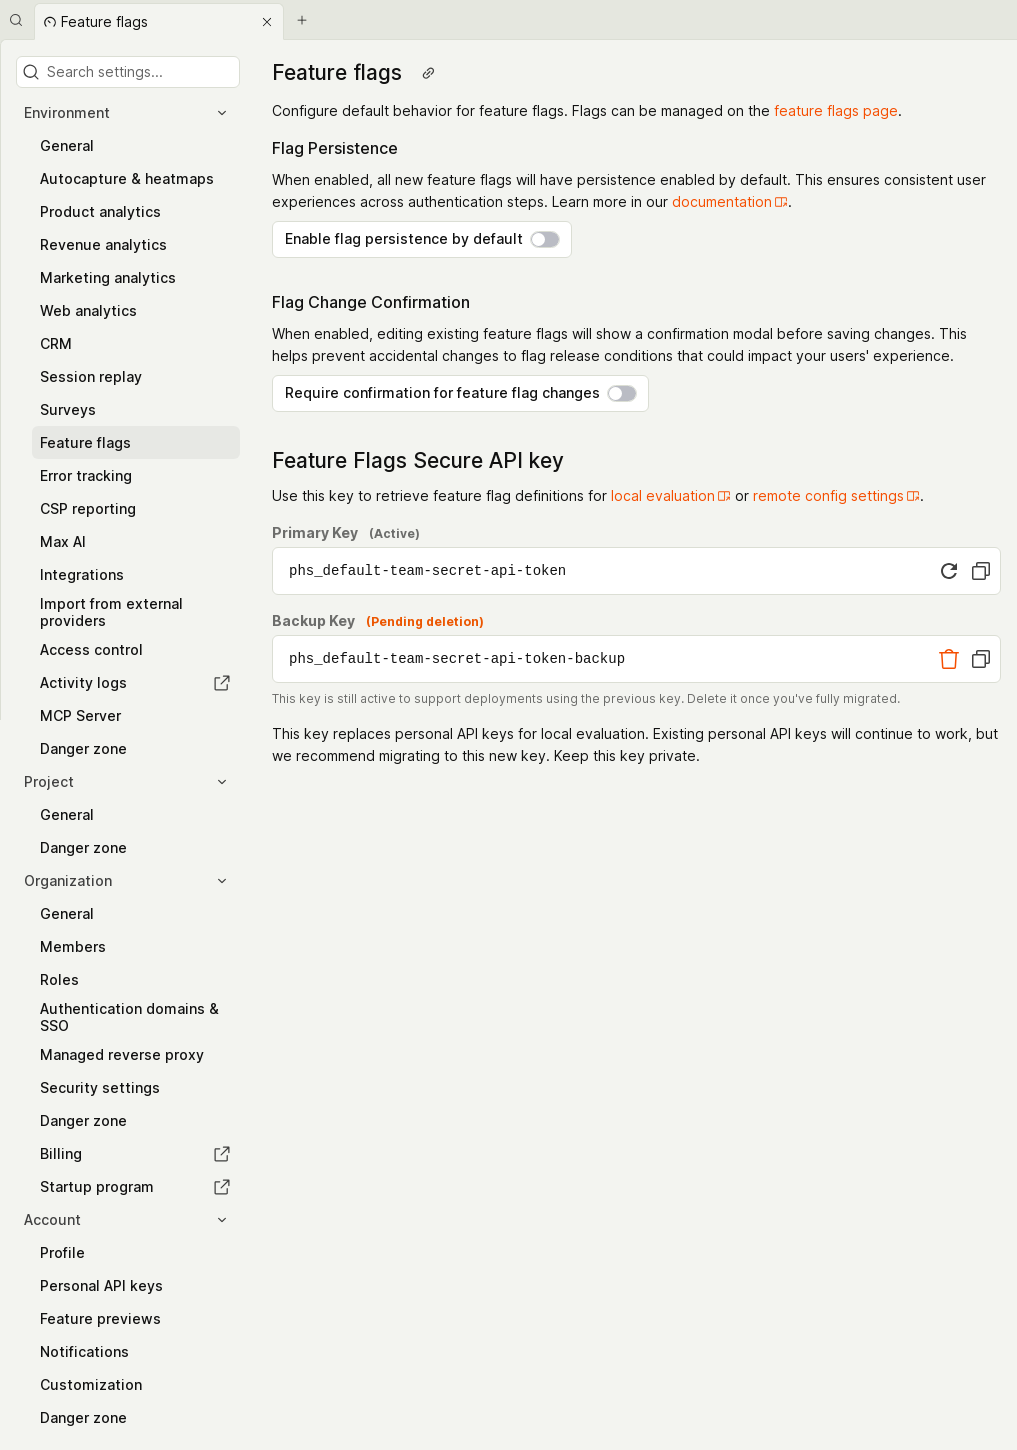 Feature flags
Search settings...
Environment
General
Autocapture & heatmaps
Product analytics
Revenue analytics
Marketing analytics
Web analytics
CRM
Session replay
Surveys
Feature flags
Error tracking
CSP reporting
Max AI
Integrations
Import from external
providers
Access control
Activity logs
MCP Server
Danger zone
Project
General
Danger zone
Organization
General
Members
Roles
Authentication domains &
SSO
Managed reverse proxy
Security settings
Danger zone
Billing
Startup program
Account
Profile
Personal API keys
Feature previews
Notifications
Customization
Danger zone
Feature flags
Configure default behavior for feature flags. Flags can be managed on the feature flags page.
Flag Persistence
When enabled, all new feature flags will have persistence enabled by default. This ensures consistent user
experiences across authentication steps. Learn more in our documentation.
Enable flag persistence by default
Flag Change Confirmation
When enabled, editing existing feature flags will show a confirmation modal before saving changes. This
helps prevent accidental changes to flag release conditions that could impact your users' experience.
Require confirmation for feature flag changes
Feature Flags Secure API key
Use this key to retrieve feature flag definitions for local evaluation or remote config settings.
Primary Key (Active)
phs_default-team-secret-api-token
Backup Key (Pending deletion)
phs_default-team-secret-api-token-backup
This key is still active to support deployments using the previous key. Delete it once you've fully migrated.
This key replaces personal API keys for local evaluation. Existing personal API keys will continue to work, but
we recommend migrating to this new key. Keep this key private.